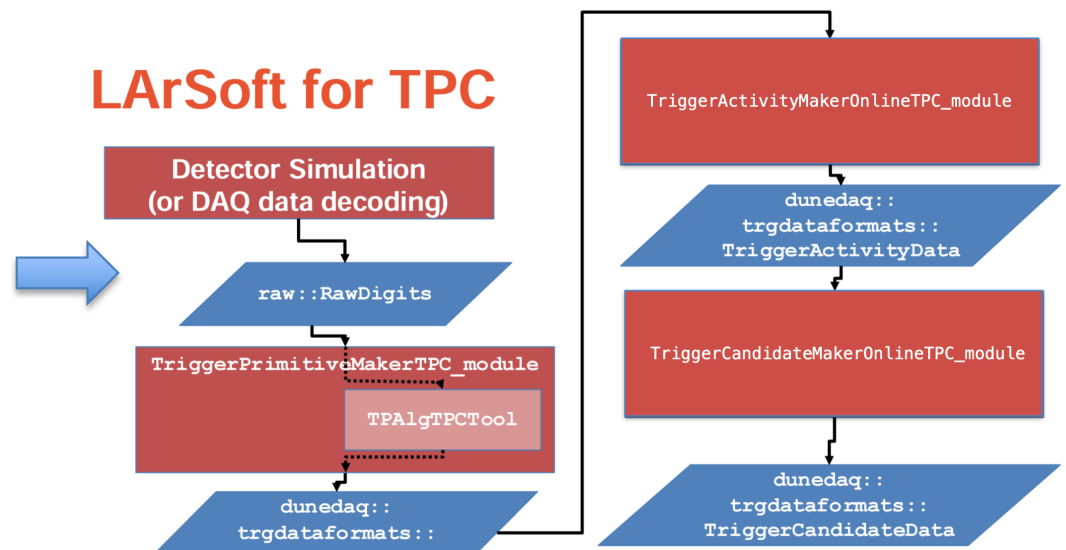 LArSoft for TPC
Detector Simulation
(or DAQ data decoding)
raw::RawDigits
TriggerPrimitiveMakerTPC_module
TPAlgTPCTool
dunedaq::
trgdataformats::
TriggerActivityMakerOnlineTPC_module
dunedaq::
trgdataformats::
TriggerActivityData
TriggerCandidateMakerOnlineTPC_module
dunedaq::
trgdataformats::
TriggerCandidateData